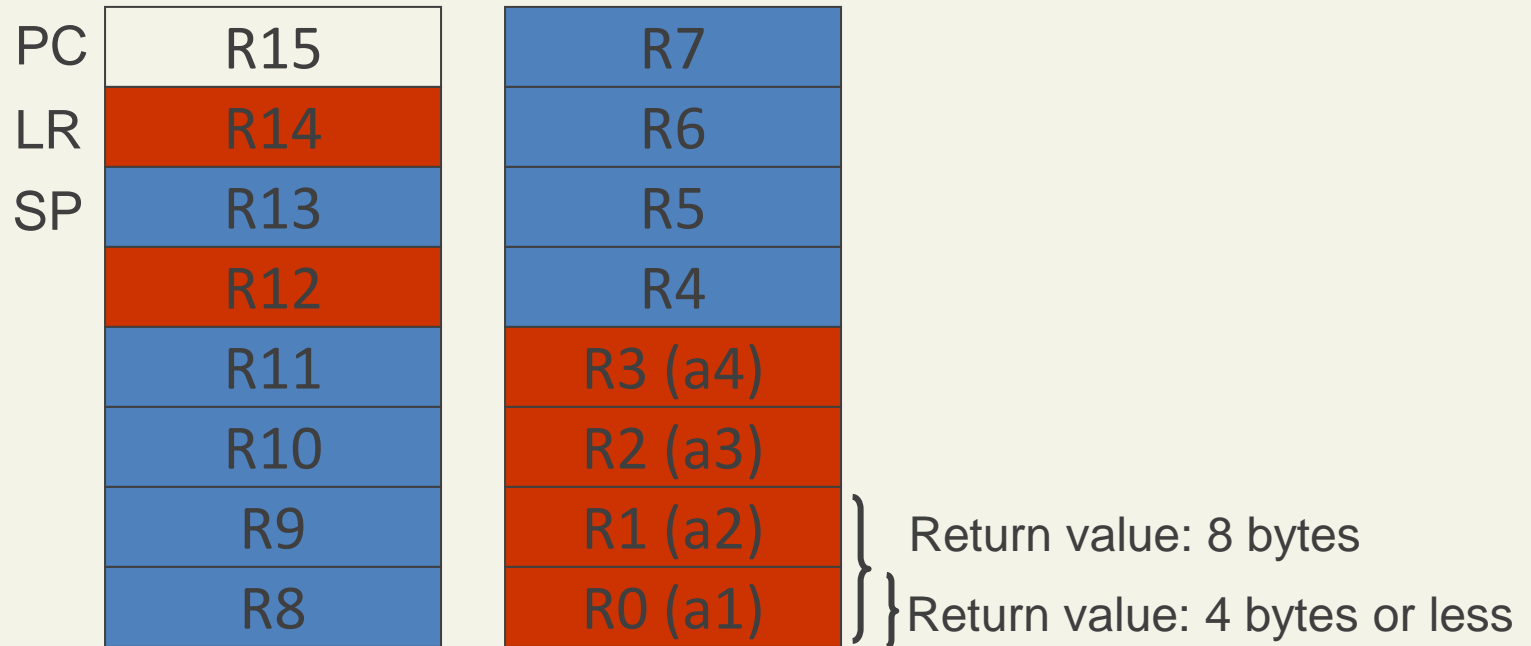 PC R15 R7
LR R14 R6
SP R13 R5
R12 R4
R11 R3 (a4)
R10 R2 (a3)
R9 R1 (a2) Return value: 8 bytes
R8 R0 (a1) Return value: 4 bytes or less